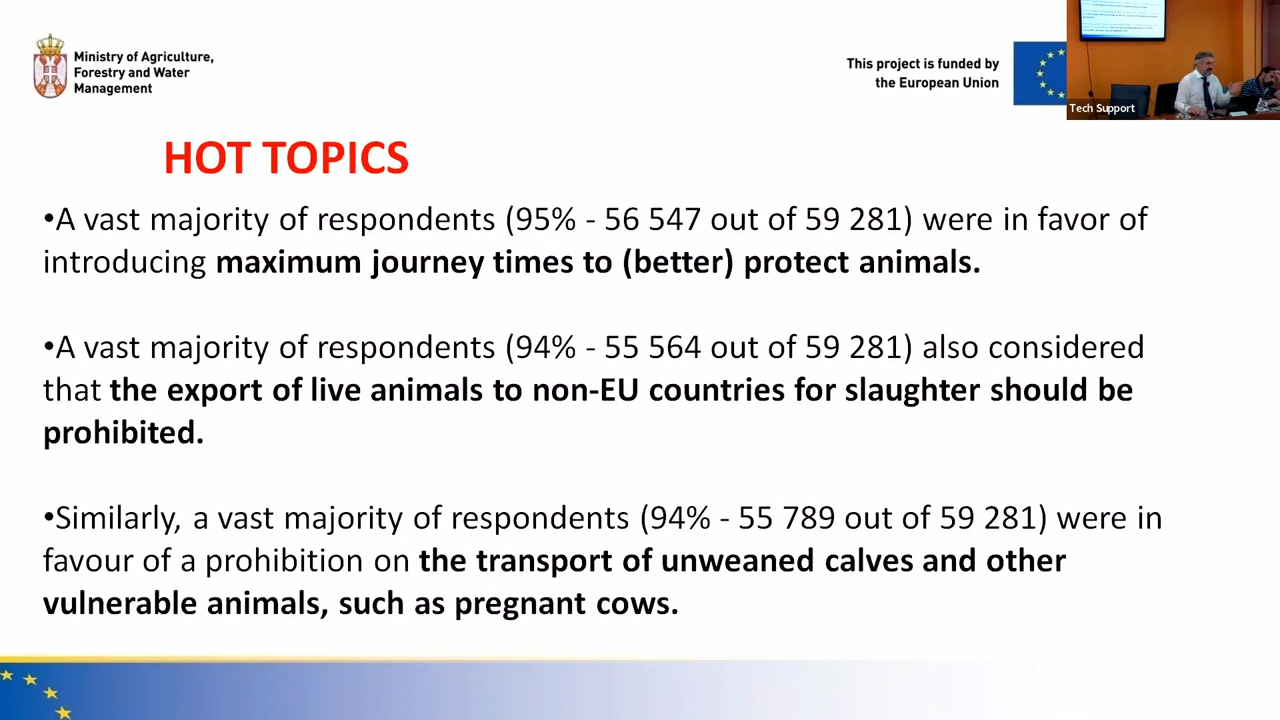 Ministry of Agriculture,
Forestry and Water
Management
This project is funded by
the European Union
Tech Support
HOT TOPICS
•A vast majority of respondents (95% - 56 547 out of 59 281) were in favor of
introducing maximum journey times to (better) protect animals.
•A vast majority of respondents (94% - 55 564 out of 59 281) also considered
that the export of live animals to non-EU countries for slaughter should be
prohibited.
•Similarly, a vast majority of respondents (94% - 55 789 out of 59 281) were in
favour of a prohibition on the transport of unweaned calves and other
vulnerable animals, such as pregnant cows.